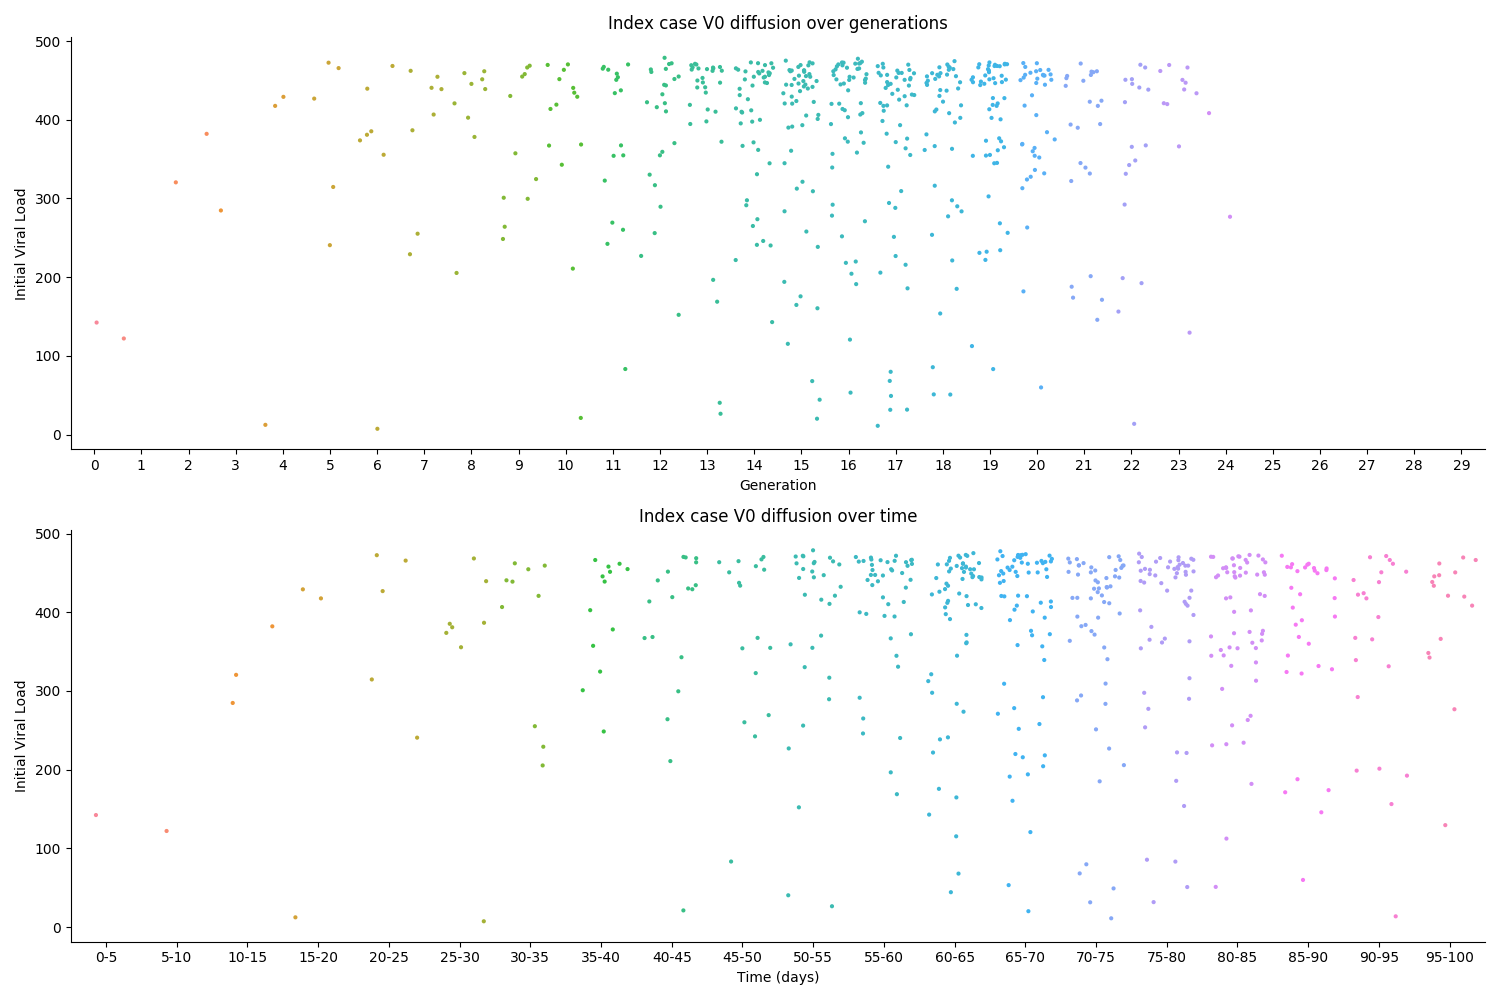 Index case V0 diffusion over generations
Initial Viral Load
500
400
300
200
100
0
0 1 2 3 4 5 6 7 8 9 10 11 12 13 14 15 16 17 18 19 20 21 22 23 24 25 26 27 28 29
Generation
Index case V0 diffusion over time
Initial Viral Load
500
400
300
200
100
0
0-5 5-10 10-15 15-20 20-25 25-30 30-35 35-40 40-45 45-50 50-55 55-60 60-65 65-70 70-75 75-80 80-85 85-90 90-95 95-100
Time (days)